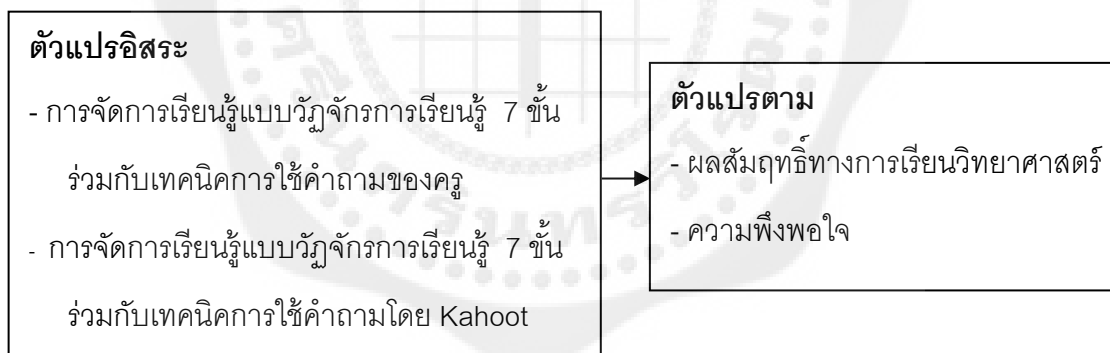 ตัวแปรอิสระ
- การจัดการเรียนรู้แบบวัฏจักรการเรียนรู้ 7 ขั้น
ร่วมกับเทคนิคการใช้คำถามของครู
- การจัดการเรียนรู้แบบวัฏจักรการเรียนรู้ 7 ขั้น
ร่วมกับเทคนิคการใช้คำถามโดย Kahoot
ตัวแปรตาม
- ผลสัมฤทธิ์ทางการเรียนวิทยาศาสตร์
- ความพึงพอใจ